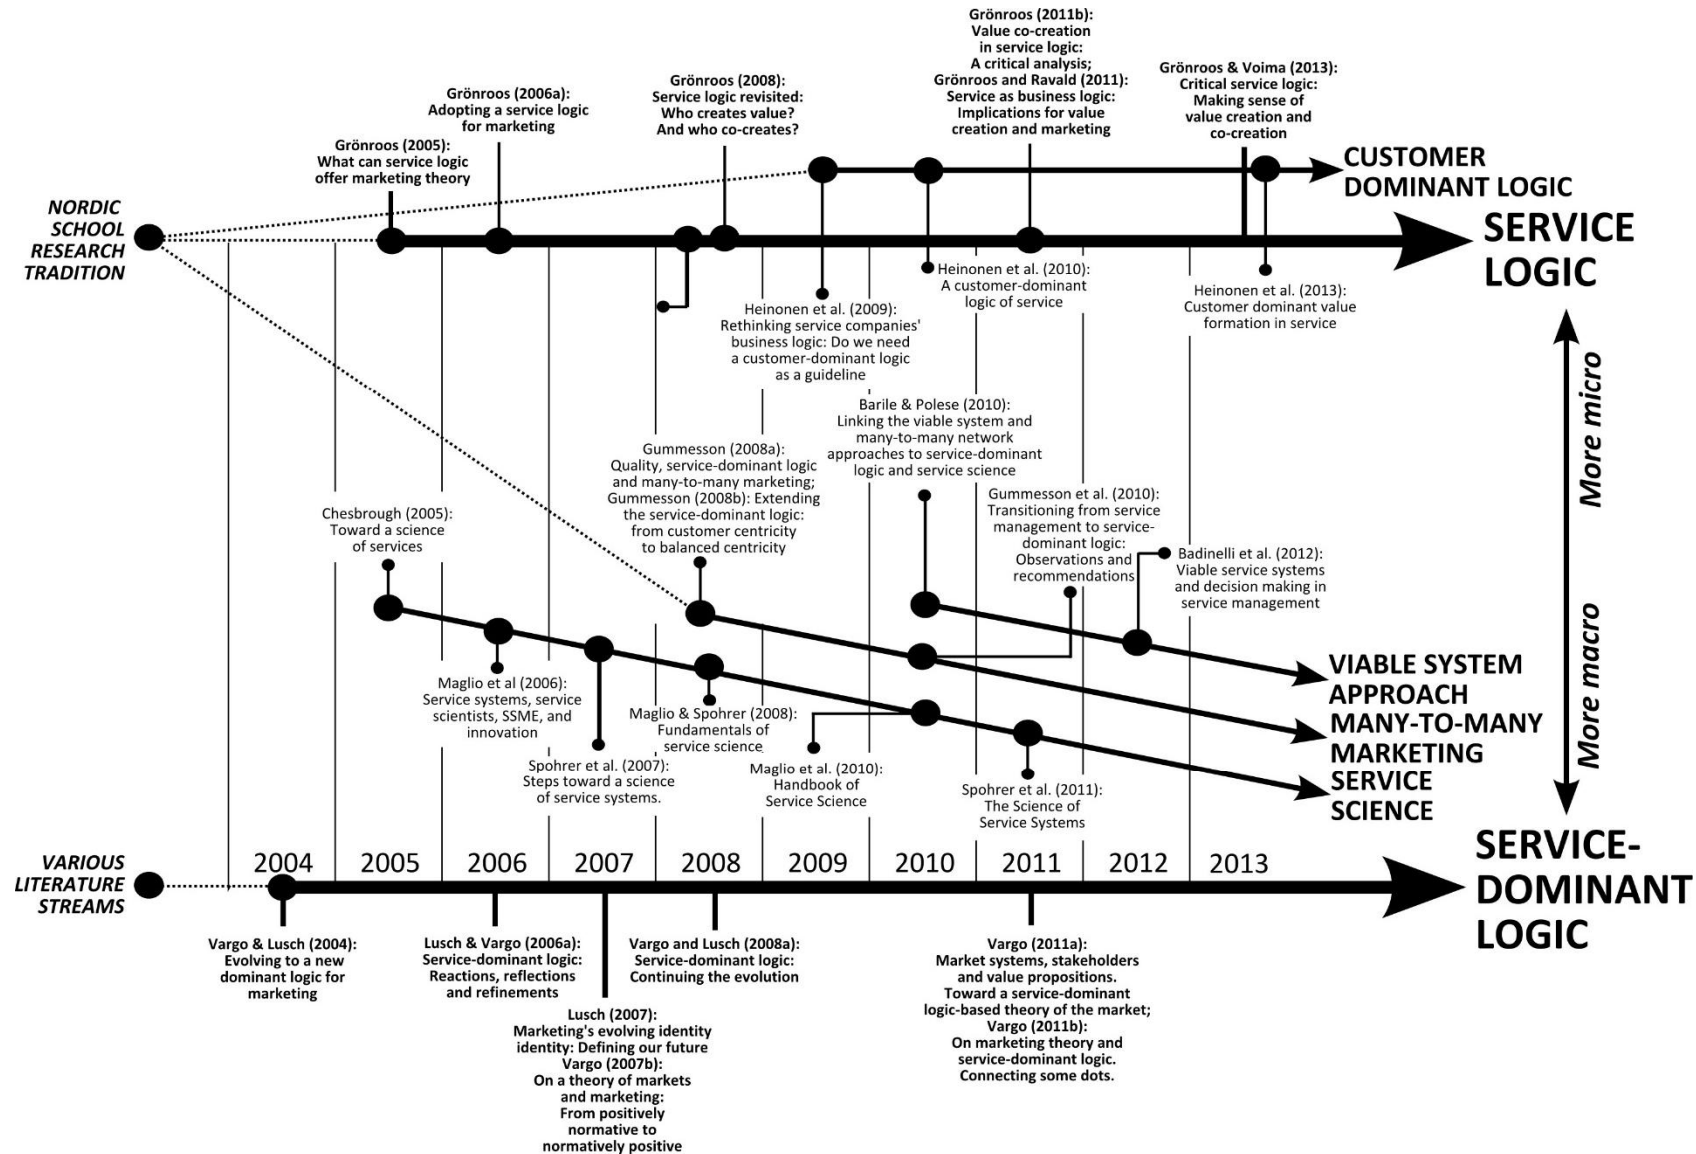 Grönroos (2011b):
Value co-creation
in service logic:
A critical analysis;
Grönroos and Ravald (2011):
Service as business logic:
Implications for value
creation and marketing
Grönroos & Voima (2013):
Critical service logic:
Making sense of
value creation and
co-creation
Grönroos (2008):
Service logic revisited:
Who creates value?
And who co-creates?
Grönroos (2006a):
Adopting a service logic
for marketing
Grönroos (2005):
What can service logic
offer marketing theory
CUSTOMER
DOMINANT LOGIC
NORDIC
SCHOOL
RESEARCH
TRADITION
SERVICE
LOGIC
Heinonen et al. (2009):
Rethinking service companies'
business logic: Do we need
a customer-dominant logic
as a guideline
Heinonen et al. (2010):
A customer-dominant
logic of service
Heinonen et al. (2013):
Customer dominant value
formation in service
More micro
More macro
Barile & Polese (2010):
Linking the viable system and
many-to-many network
approaches to service-dominant
logic and service science
Gummesson (2008a):
Quality, service-dominant logic
and many-to-many marketing;
Gummesson (2008b): Extending
the service-dominant logic:
from customer centricity
to balanced centricity
Gummesson et al. (2010):
Transitioning from service
management to service-
dominant logic:
Observations and
recommendations
Chesbrough (2005):
Toward a science
of services
Badinelli et al. (2012):
Viable service systems
and decision making in
service management
VIABLE SYSTEM
APPROACH
MANY-TO-MANY
MARKETING
SERVICE
SCIENCE
Maglio et al (2006):
Service systems, service
scientists, SSME, and
innovation
Spohrer et al. (2007):
Steps toward a science
of service systems.
Maglio & Spohrer (2008):
Fundamentals of
service science
Maglio et al. (2010):
Handbook of
Service Science
Spohrer et al. (2011):
The Science of
Service Systems
VARIOUS
LITERATURE
STREAMS
2004 2005 2006 2007 2008 2009 2010 2011 2012 2013
SERVICE-
DOMINANT
LOGIC
Vargo & Lusch (2004):
Evolving to a new
dominant logic for
marketing
Lusch & Vargo (2006a):
Service-dominant logic:
Reactions, reflections
and refinements
Lusch (2007):
Marketing's evolving identity
identity: Defining our future
Vargo (2007b):
On a theory of markets
and marketing:
From positively
normative to
normatively positive
Vargo and Lusch (2008a):
Service-dominant logic:
Continuing the evolution
Vargo (2011a):
Market systems, stakeholders
and value propositions.
Toward a service-dominant
logic-based theory of the market;
Vargo (2011b):
On marketing theory and
service-dominant logic.
Connecting some dots.